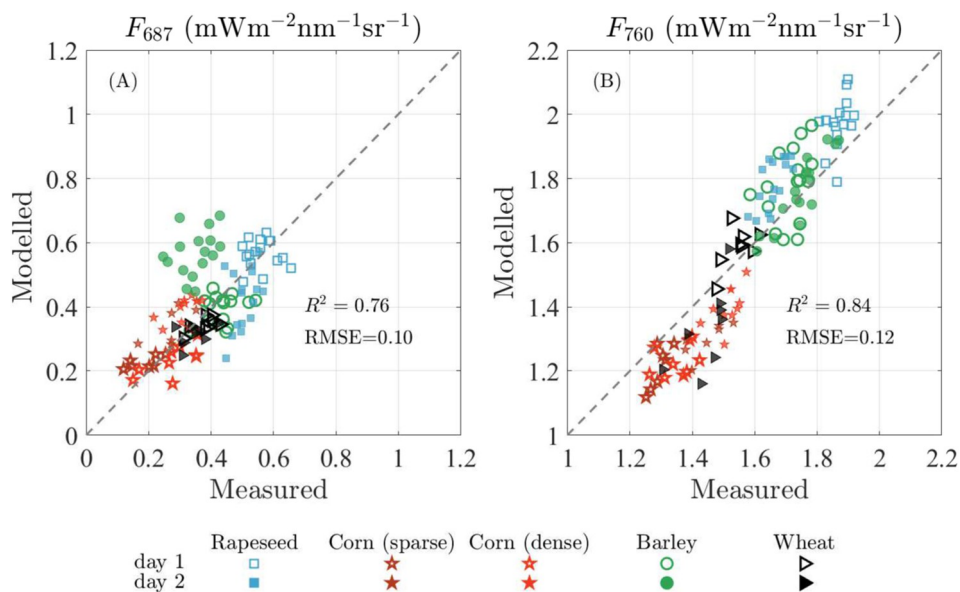 F₆₈₇ (mWm⁻²nm⁻¹sr⁻¹)
F₇₆₀ (mWm⁻²nm⁻¹sr⁻¹)
(A)
(B)
1.2
1
0.8
0.6
0.4
0.2
0
Modelled
R² = 0.76
RMSE=0.10
0 0.2 0.4 0.6 0.8 1 1.2
Measured
2.2
2
1.8
1.6
1.4
1.2
1
Modelled
R² = 0.84
RMSE=0.12
1 1.2 1.4 1.6 1.8 2 2.2
Measured
Rapeseed Corn (sparse) Corn (dense) Barley Wheat
day 1
day 2